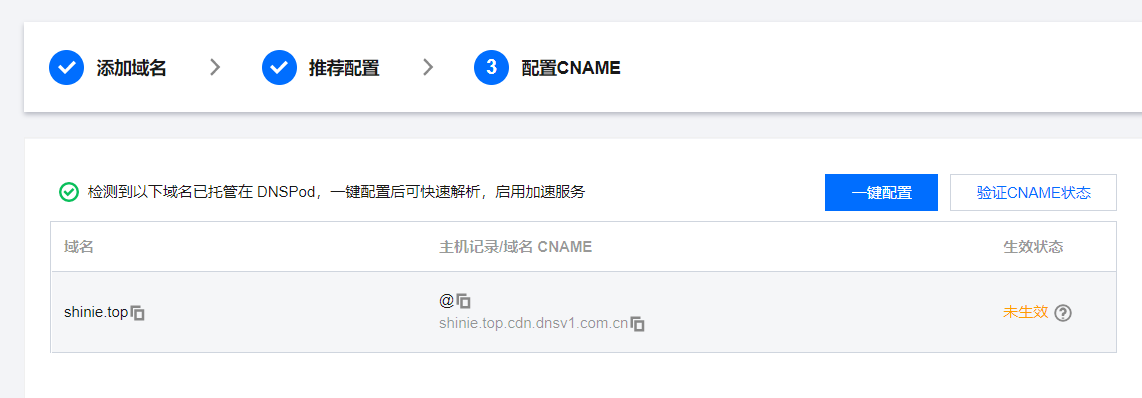 添加域名 推荐配置 3 配置CNAME
检测到以下域名已托管在 DNSPod，一键配置后可快速解析，启用加速服务 一键配置 验证CNAME状态
域名 主机记录/域名 CNAME 生效状态
@
shinie.top 未生效
shinie.top.cdn.dnsv1.com.cn